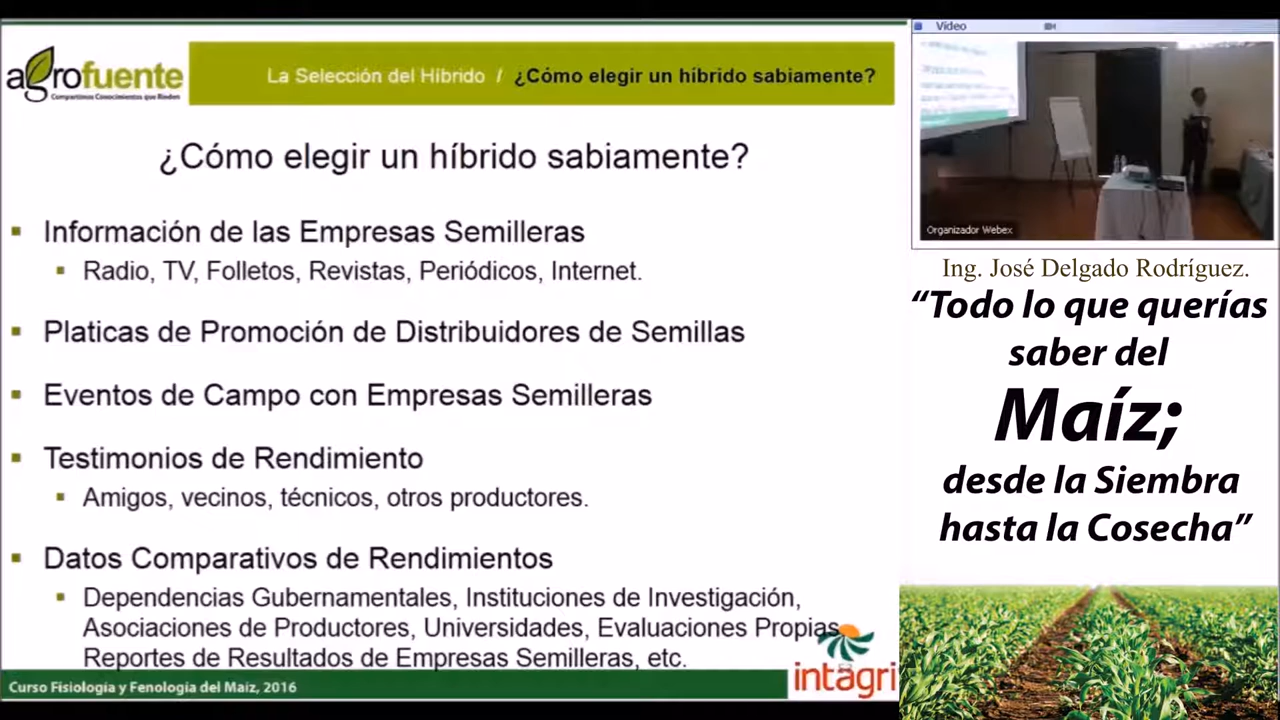 agrofuente
Compartimos Conocimientos que Rinden
La Selección del Híbrido / ¿Cómo elegir un híbrido sabiamente?
¿Cómo elegir un híbrido sabiamente?
Información de las Empresas Semilleras
Radio, TV, Folletos, Revistas, Periódicos, Internet.
Platicas de Promoción de Distribuidores de Semillas
Eventos de Campo con Empresas Semilleras
Testimonios de Rendimiento
Amigos, vecinos, técnicos, otros productores.
Datos Comparativos de Rendimientos
Dependencias Gubernamentales, Instituciones de Investigación,
Asociaciones de Productores, Universidades, Evaluaciones Propias
Reportes de Resultados de Empresas Semilleras, etc.
Curso Fisiología y Fenología del Maíz, 2016
intagri
Vídeo
Organizador Webex
Ing. José Delgado Rodríguez.
“Todo lo que querías
saber del
Maíz;
desde la Siembra
hasta la Cosecha”